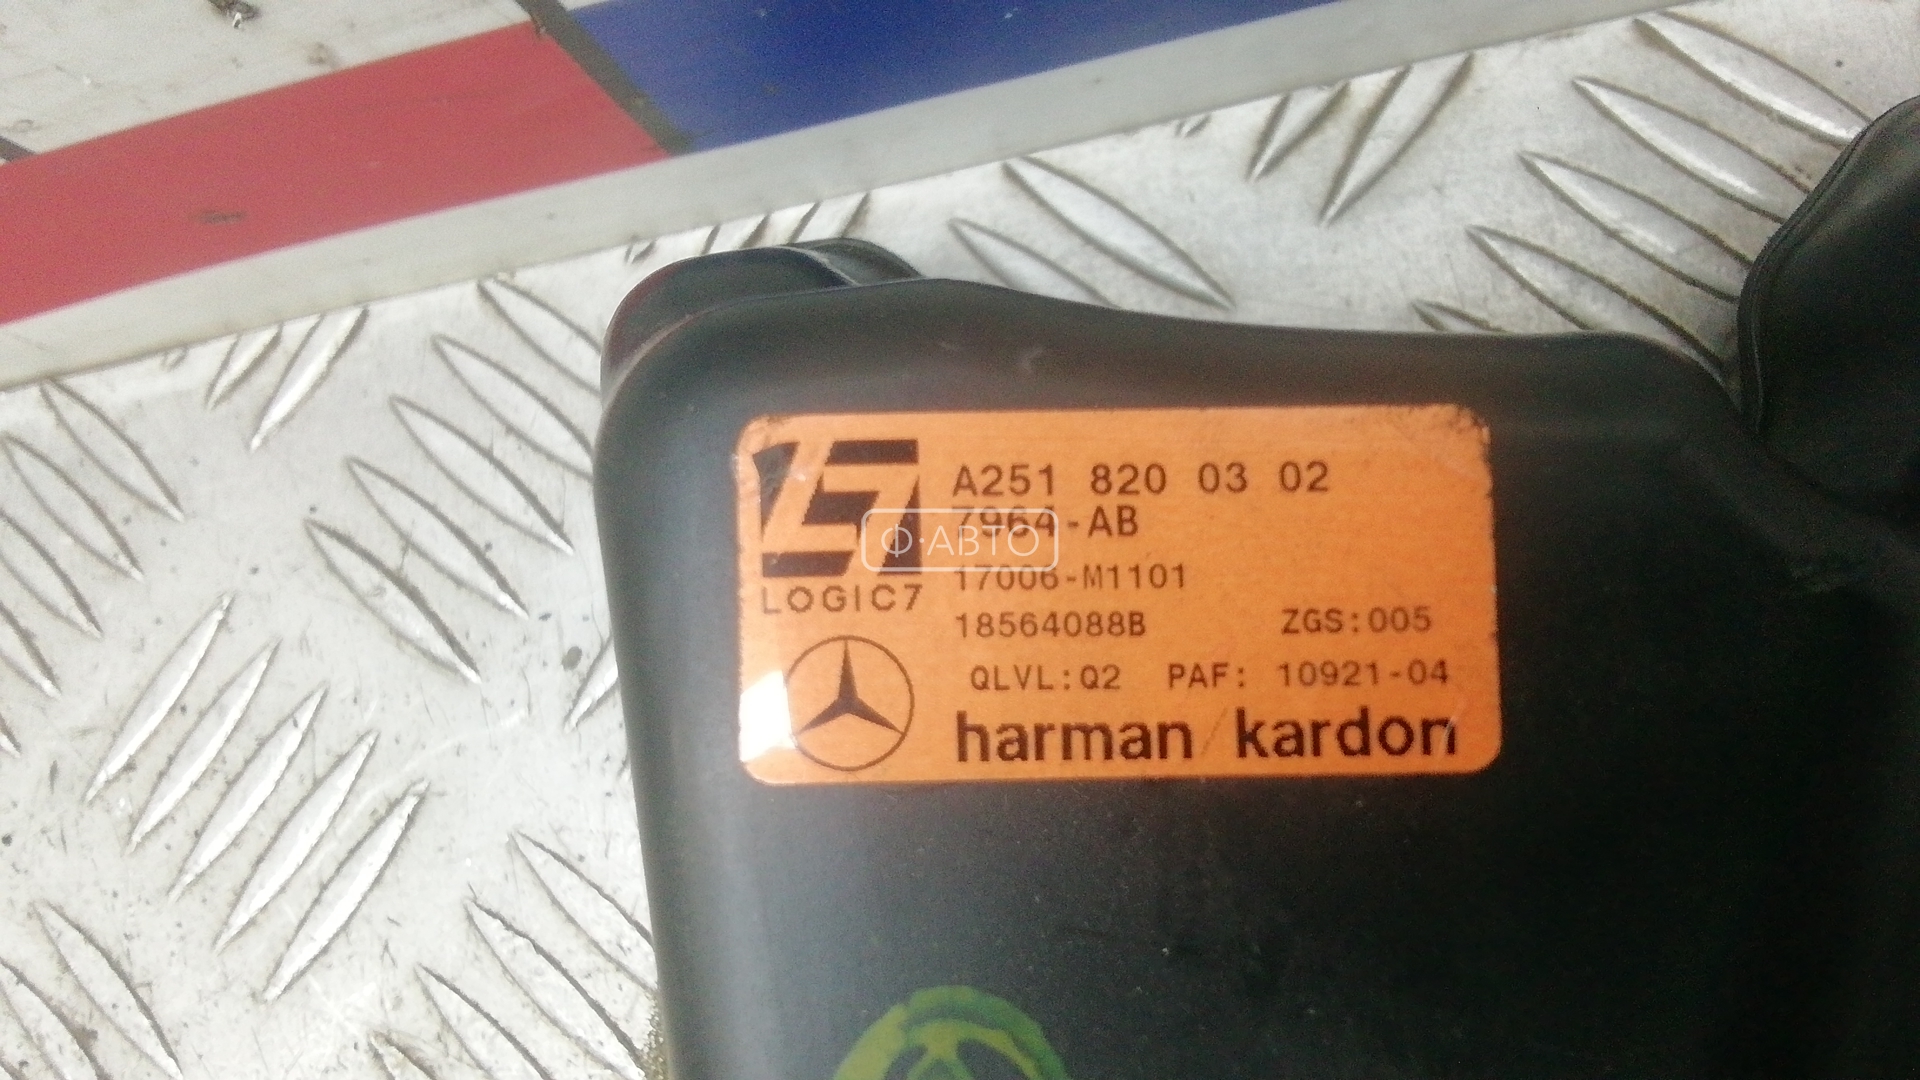 A251 820 03 02
7964-AB
Ф·АВТО
17006-M1101
LOGIC7
18564088B ZGS:005
QLVL:Q2 PAF: 10921-04
harman/kardon